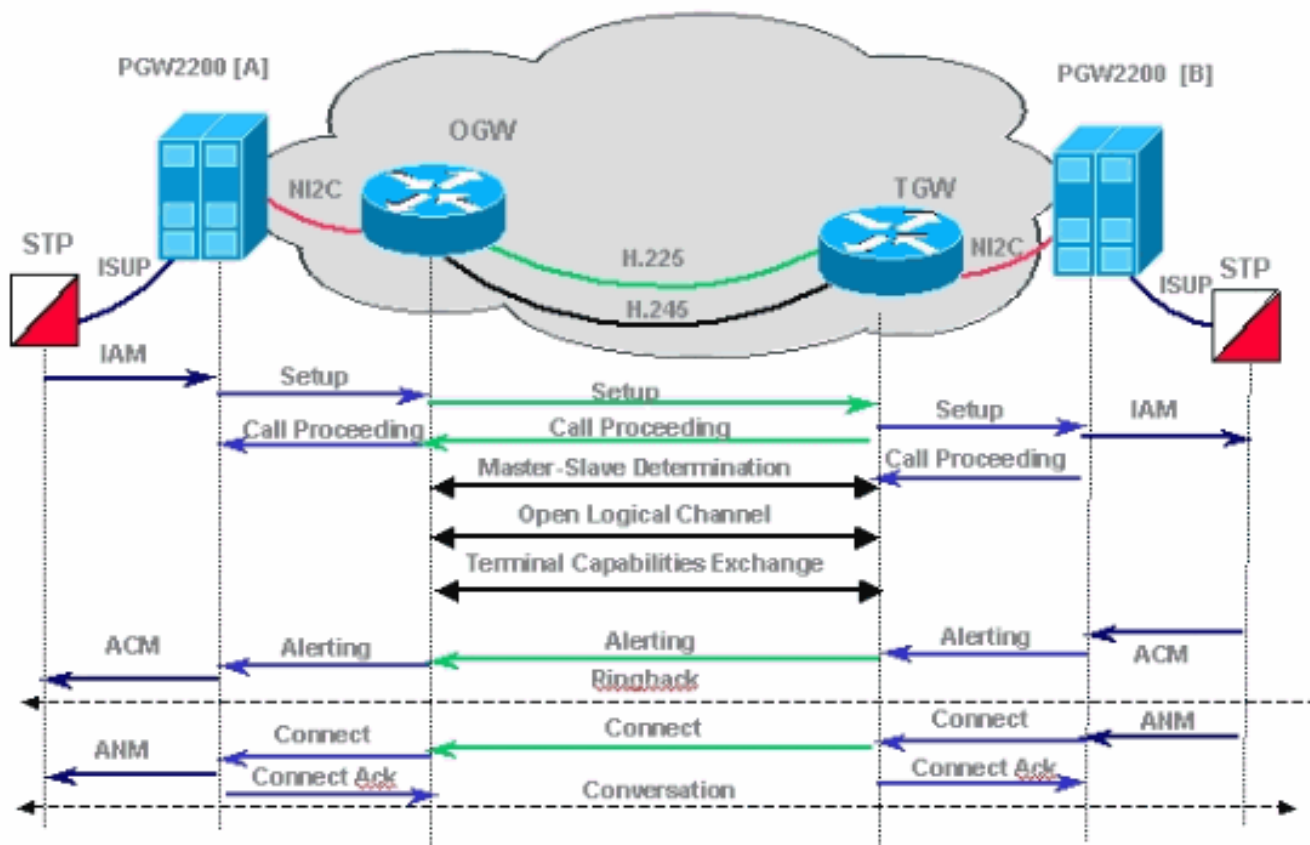 PGW2200 [A]
PGW2200 [B]
OGW
TGW
NI2C
NI2C
STP
ISUP
H.225
H.245
ISUP
STP
IAM
Setup
Setup
Setup
IAM
Call Proceeding
Call Proceeding
Call Proceeding
Master-Slave Determination
Open Logical Channel
Terminal Capabilities Exchange
ACM
Alerting
Alerting
Alerting
ACM
Ringback
ANM
Connect
Connect
Connect
ANM
Connect Ack
Connect Ack
Conversation